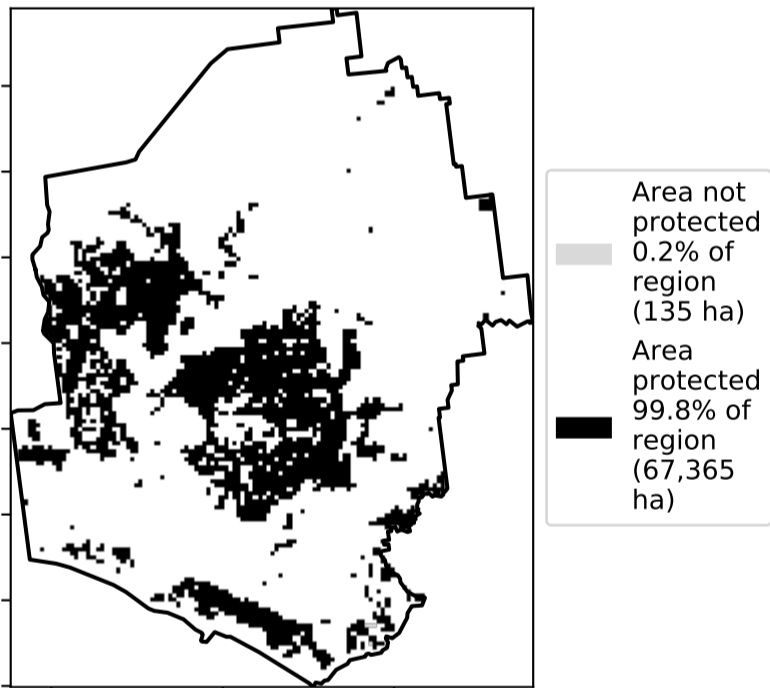 Area not
protected
0.2% of
region
(135 ha)
Area
protected
99.8% of
region
(67,365
ha)